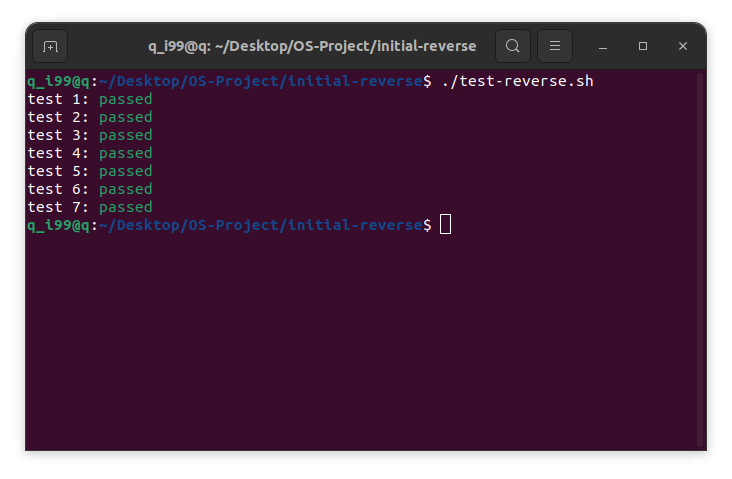 q_i99@q: ~/Desktop/OS-Project/initial-reverse
q_i99@q:~/Desktop/OS-Project/initial-reverse$ ./test-reverse.sh
test 1: passed
test 2: passed
test 3: passed
test 4: passed
test 5: passed
test 6: passed
test 7: passed
q_i99@q:~/Desktop/OS-Project/initial-reverse$